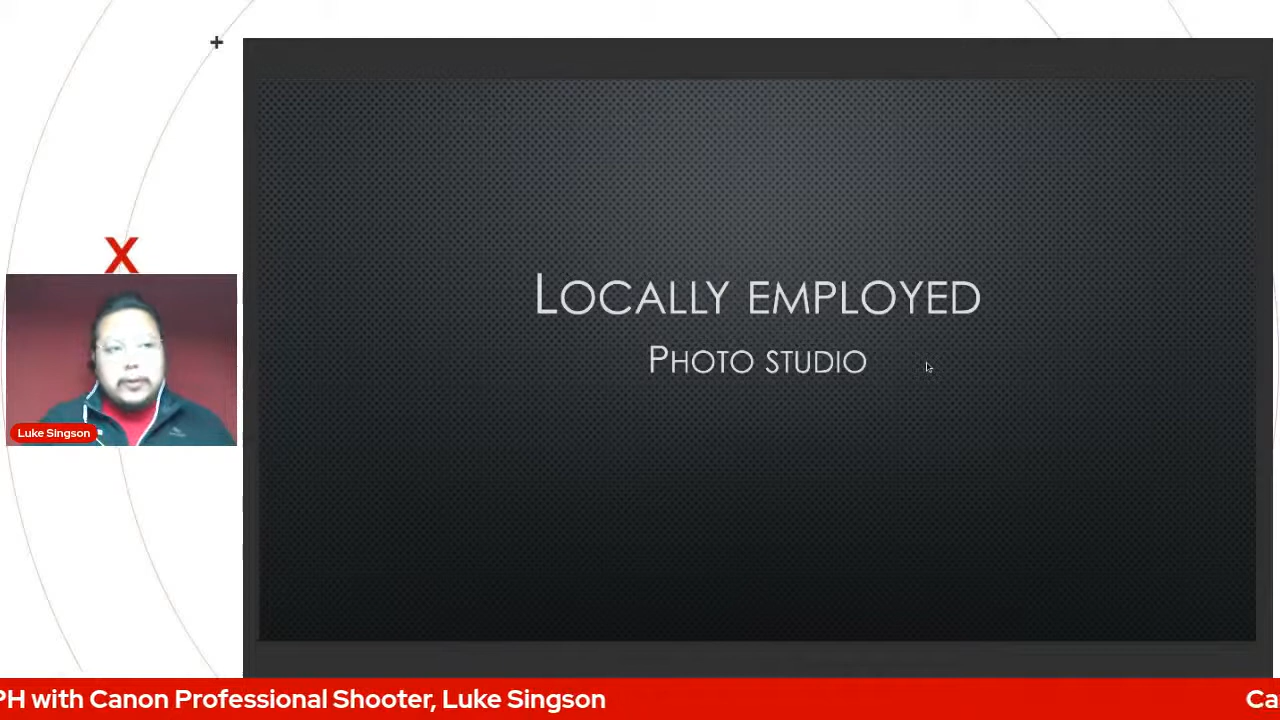 +
X
Locally employed
Photo studio
Luke Singson
PH with Canon Professional Shooter, Luke Singson
Ca